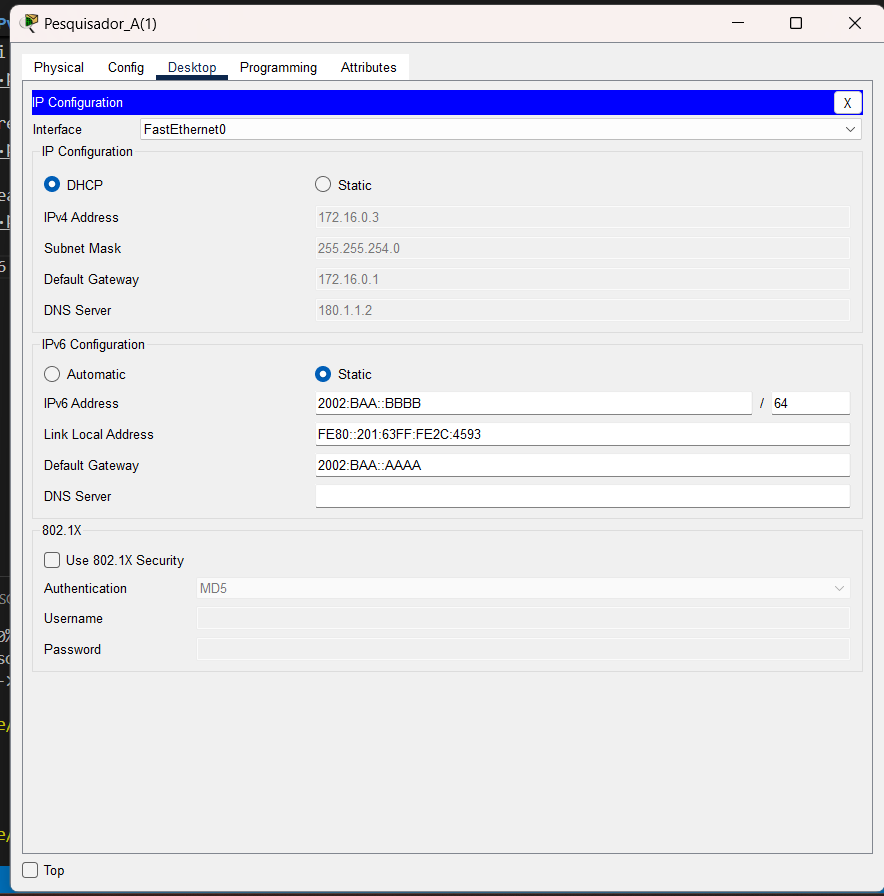 Pesquisador_A(1)
Physical Config Desktop Programming Attributes
IP Configuration X
Interface FastEthernet0
IP Configuration
DHCP Static
IPv4 Address 172.16.0.3
Subnet Mask 255.255.254.0
Default Gateway 172.16.0.1
DNS Server 180.1.1.2
IPv6 Configuration
Automatic Static
IPv6 Address 2002:BAA::BBBB / 64
Link Local Address FE80::201:63FF:FE2C:4593
Default Gateway 2002:BAA::AAAA
DNS Server
802.1X
Use 802.1X Security
Authentication MD5
Username
Password
Top